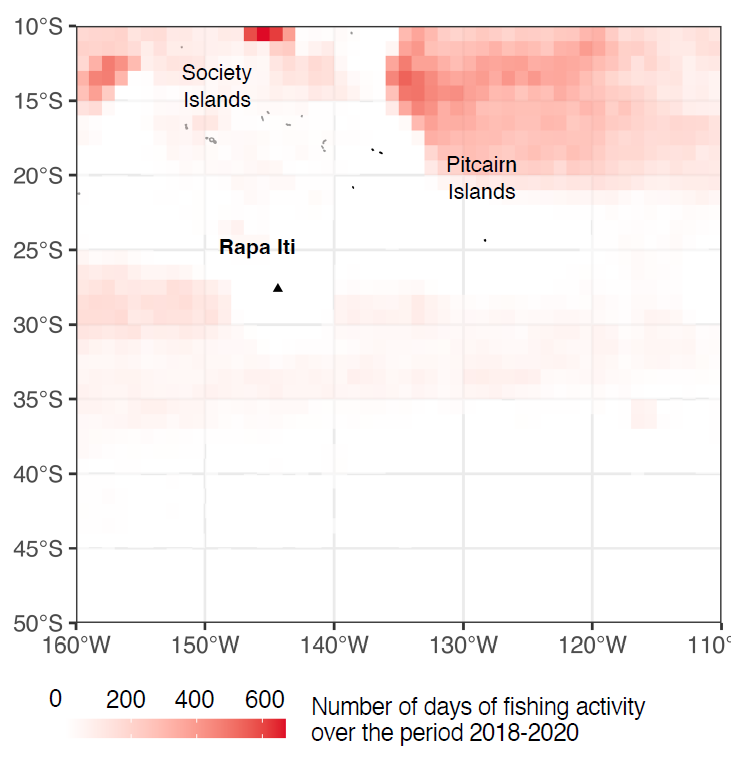 10°S
15°S
20°S
25°S
30°S
35°S
40°S
45°S
50°S
Society
Islands
Pitcairn
Islands
Rapa Iti
160°W 150°W 140°W 130°W 120°W 110°
0 200 400 600
Number of days of fishing activity
over the period 2018-2020